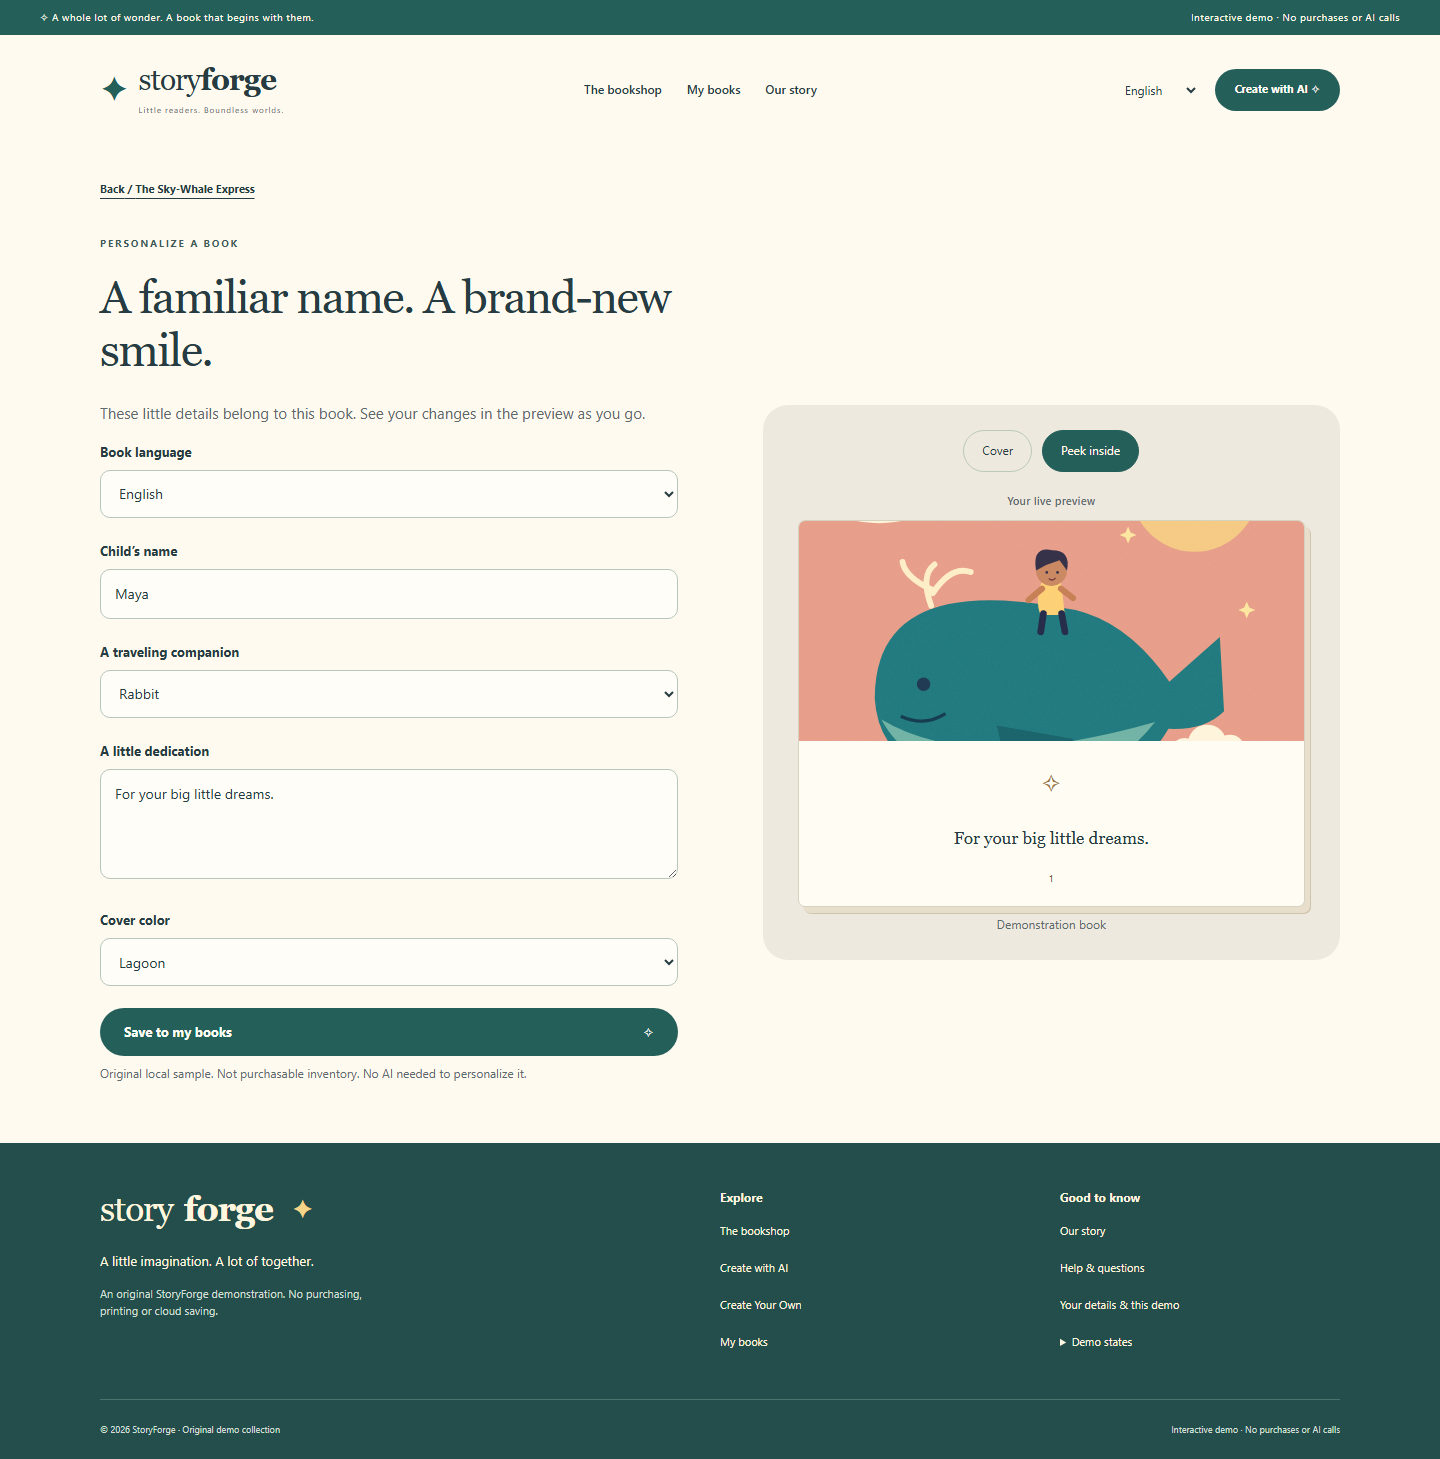 ✧ A whole lot of wonder. A book that begins with them.
Interactive demo · No purchases or AI calls
storyforge
Little readers. Boundless worlds.
The bookshop
My books
Our story
English
Create with AI ✧
Back / The Sky-Whale Express
PERSONALIZE A BOOK
A familiar name. A brand-new
smile.
These little details belong to this book. See your changes in the preview as you go.
Book language
English
Child’s name
Maya
A traveling companion
Rabbit
A little dedication
For your big little dreams.
Cover color
Lagoon
Save to my books ✧
Original local sample. Not purchasable inventory. No AI needed to personalize it.
Cover
Peek inside
Your live preview
For your big little dreams.
1
Demonstration book
story forge
A little imagination. A lot of together.
An original StoryForge demonstration. No purchasing,
printing or cloud saving.
Explore
The bookshop
Create with AI
Create Your Own
My books
Good to know
Our story
Help & questions
Your details & this demo
▶ Demo states
© 2026 StoryForge · Original demo collection
Interactive demo · No purchases or AI calls